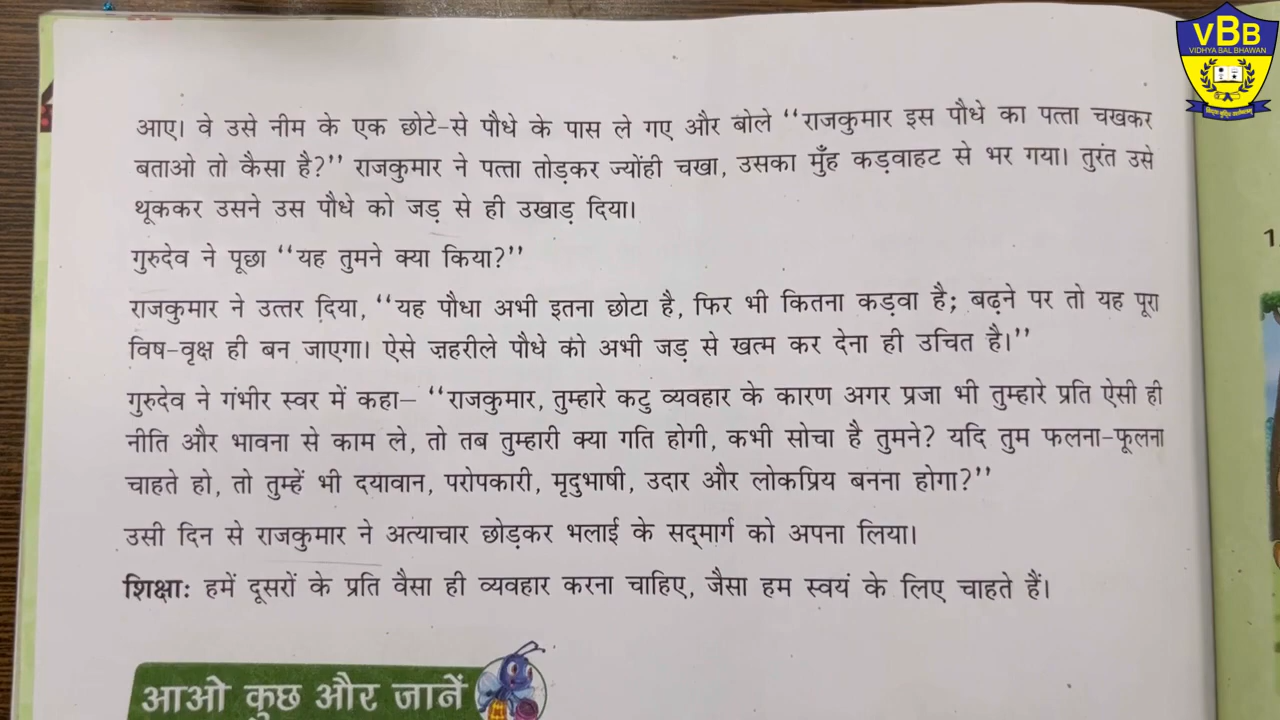 VBB
VIDHYA BAL BHAWAN
आए। वे उसे नीम के एक छोटे-से पौधे के पास ले गए और बोले ‘‘राजकुमार इस पौधे का पत्ता चखकर
बताओ तो कैसा है?’’ राजकुमार ने पत्ता तोड़कर ज्योंही चखा, उसका मुँह कड़वाहट से भर गया। तुरंत उसे
थूककर उसने उस पौधे को जड़ से ही उखाड़ दिया।
गुरुदेव ने पूछा ‘‘यह तुमने क्या किया?’’
राजकुमार ने उत्तर दिया, ‘‘यह पौधा अभी इतना छोटा है, फिर भी कितना कड़वा है; बढ़ने पर तो यह पूरा
विष-वृक्ष ही बन जाएगा। ऐसे ज़हरीले पौधे को अभी जड़ से खत्म कर देना ही उचित है।’’
गुरुदेव ने गंभीर स्वर में कहा– ‘‘राजकुमार, तुम्हारे कटु व्यवहार के कारण अगर प्रजा भी तुम्हारे प्रति ऐसी ही
नीति और भावना से काम ले, तो तब तुम्हारी क्या गति होगी, कभी सोचा है तुमने? यदि तुम फलना-फूलना
चाहते हो, तो तुम्हें भी दयावान, परोपकारी, मृदुभाषी, उदार और लोकप्रिय बनना होगा?’’
उसी दिन से राजकुमार ने अत्याचार छोड़कर भलाई के सद्मार्ग को अपना लिया।
शिक्षाः हमें दूसरों के प्रति वैसा ही व्यवहार करना चाहिए, जैसा हम स्वयं के लिए चाहते हैं।
आओ कुछ और जानें
1.